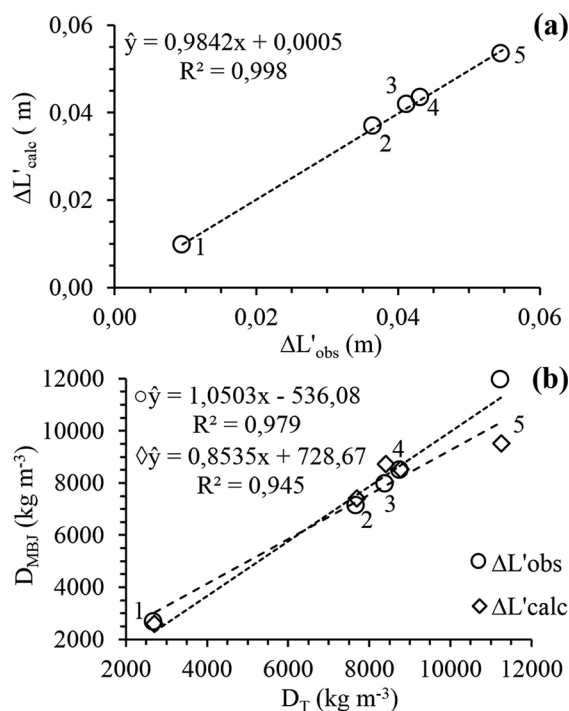 (a)
ŷ = 0,9842x + 0,0005
R² = 0,998
0,06
0,04
0,02
0,00
ΔL'calc ( m)
1
2
3
4
5
0,00 0,02 0,04 0,06
ΔL'obs (m)
(b)
12000
10000
8000
6000
4000
2000
D_MBJ (kg m⁻³)
○ŷ = 1,0503x - 536,08
R² = 0,979
◊ŷ = 0,8535x + 728,67
R² = 0,945
1
2
3
4
5
○ ΔL'obs
◊ ΔL'calc
2000 4000 6000 8000 10000 12000
D_T (kg m⁻³)